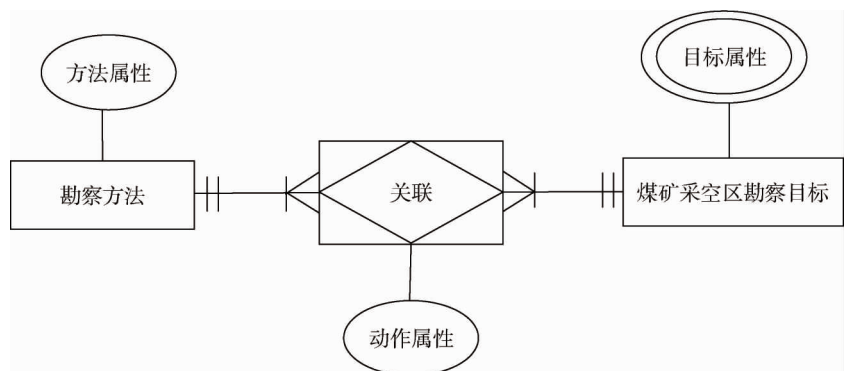 方法属性
目标属性
勘察方法
关联
煤矿采空区勘察目标
动作属性